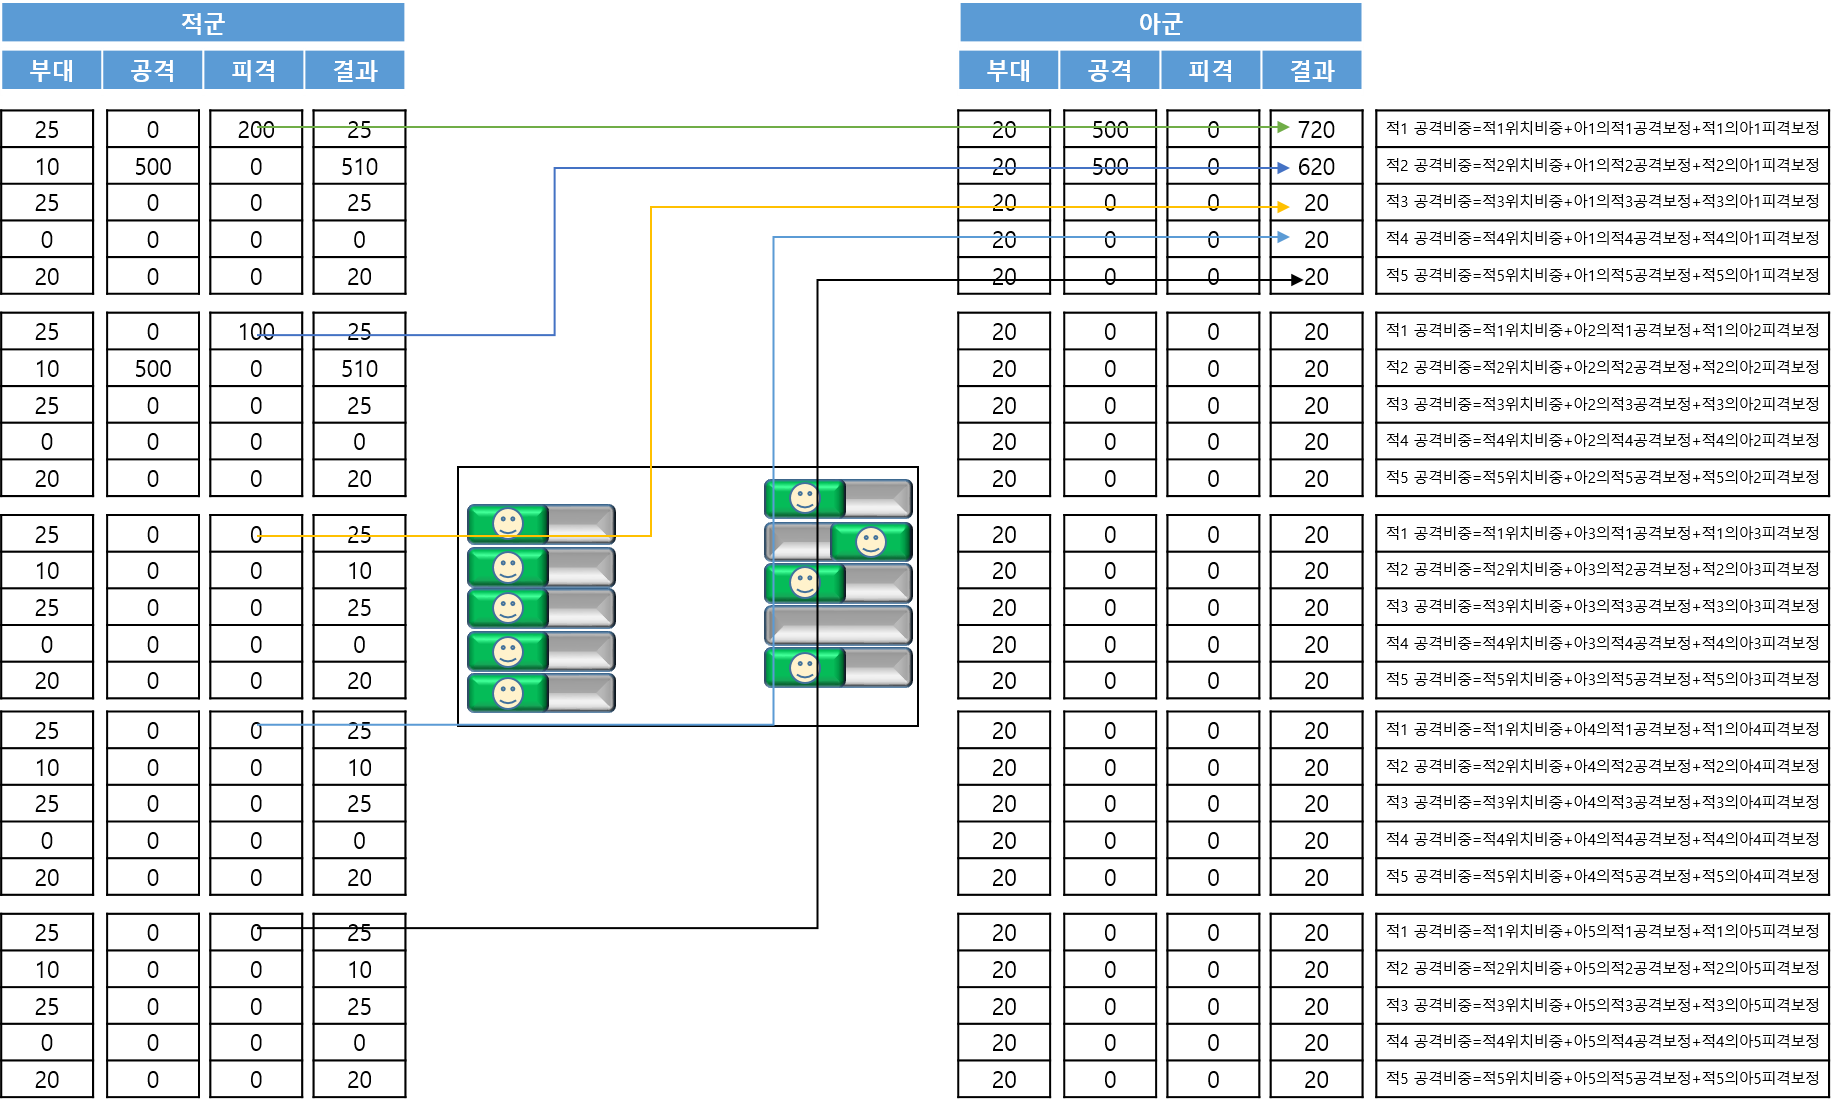 적군 아군
부대 공격 피격 결과 부대 공격 피격 결과
25 0 200 25 20 500 0 720 적1 공격비중=적1위치비중+아1의적1공격보정+적1의아1피격보정
10 500 0 510 20 500 0 620 적2 공격비중=적2위치비중+아1의적2공격보정+적2의아1피격보정
25 0 0 25 20 0 0 20 적3 공격비중=적3위치비중+아1의적3공격보정+적3의아1피격보정
0 0 0 0 20 0 0 20 적4 공격비중=적4위치비중+아1의적4공격보정+적4의아1피격보정
20 0 0 20 20 0 0 20 적5 공격비중=적5위치비중+아1의적5공격보정+적5의아1피격보정
25 0 100 25 20 0 0 20 적1 공격비중=적1위치비중+아2의적1공격보정+적1의아2피격보정
10 500 0 510 20 0 0 20 적2 공격비중=적2위치비중+아2의적2공격보정+적2의아2피격보정
25 0 0 25 20 0 0 20 적3 공격비중=적3위치비중+아2의적3공격보정+적3의아2피격보정
0 0 0 0 20 0 0 20 적4 공격비중=적4위치비중+아2의적4공격보정+적4의아2피격보정
20 0 0 20 20 0 0 20 적5 공격비중=적5위치비중+아2의적5공격보정+적5의아2피격보정
25 0 0 25 20 0 0 20 적1 공격비중=적1위치비중+아3의적1공격보정+적1의아3피격보정
10 0 0 10 20 0 0 20 적2 공격비중=적2위치비중+아3의적2공격보정+적2의아3피격보정
25 0 0 25 20 0 0 20 적3 공격비중=적3위치비중+아3의적3공격보정+적3의아3피격보정
0 0 0 0 20 0 0 20 적4 공격비중=적4위치비중+아3의적4공격보정+적4의아3피격보정
20 0 0 20 20 0 0 20 적5 공격비중=적5위치비중+아3의적5공격보정+적5의아3피격보정
25 0 0 25 20 0 0 20 적1 공격비중=적1위치비중+아4의적1공격보정+적1의아4피격보정
10 0 0 10 20 0 0 20 적2 공격비중=적2위치비중+아4의적2공격보정+적2의아4피격보정
25 0 0 25 20 0 0 20 적3 공격비중=적3위치비중+아4의적3공격보정+적3의아4피격보정
0 0 0 0 20 0 0 20 적4 공격비중=적4위치비중+아4의적4공격보정+적4의아4피격보정
20 0 0 20 20 0 0 20 적5 공격비중=적5위치비중+아4의적5공격보정+적5의아4피격보정
25 0 0 25 20 0 0 20 적1 공격비중=적1위치비중+아5의적1공격보정+적1의아5피격보정
10 0 0 10 20 0 0 20 적2 공격비중=적2위치비중+아5의적2공격보정+적2의아5피격보정
25 0 0 25 20 0 0 20 적3 공격비중=적3위치비중+아5의적3공격보정+적3의아5피격보정
0 0 0 0 20 0 0 20 적4 공격비중=적4위치비중+아5의적4공격보정+적4의아5피격보정
20 0 0 20 20 0 0 20 적5 공격비중=적5위치비중+아5의적5공격보정+적5의아5피격보정